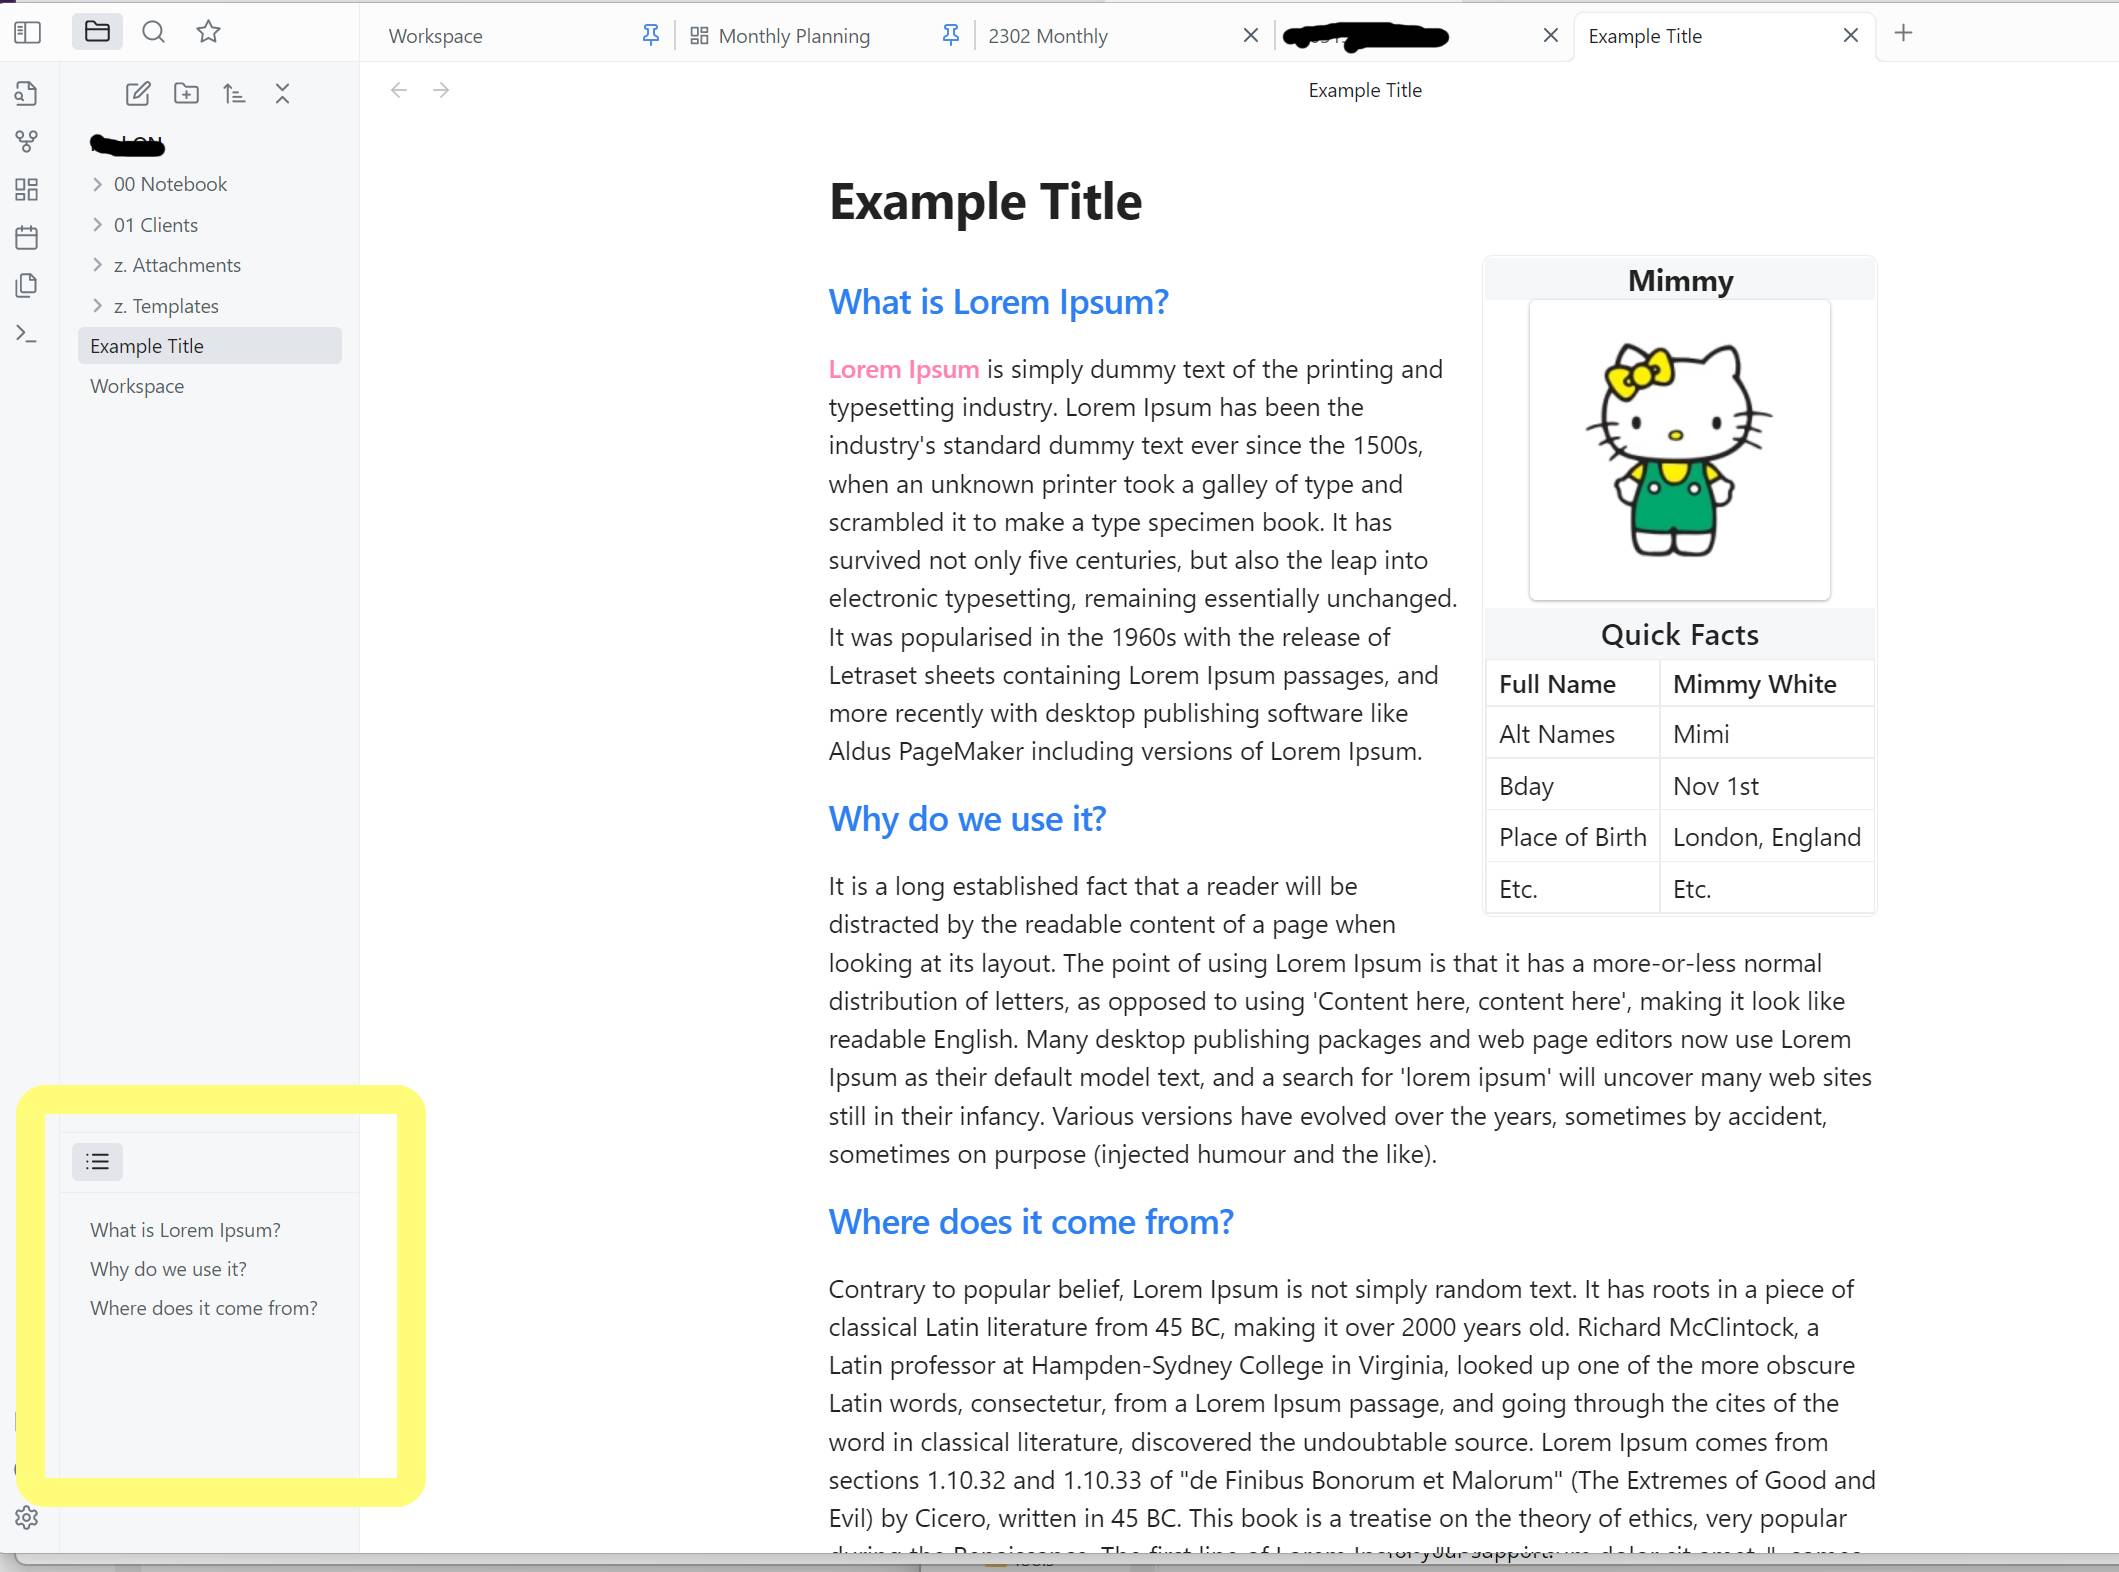 Workspace
Monthly Planning
2302 Monthly
Example Title
Example Title
00 Notebook
01 Clients
z. Attachments
z. Templates
Example Title
Workspace
What is Lorem Ipsum?
Why do we use it?
Where does it come from?
Example Title
What is Lorem Ipsum?
Lorem Ipsum is simply dummy text of the printing and
typesetting industry. Lorem Ipsum has been the
industry's standard dummy text ever since the 1500s,
when an unknown printer took a galley of type and
scrambled it to make a type specimen book. It has
survived not only five centuries, but also the leap into
electronic typesetting, remaining essentially unchanged.
It was popularised in the 1960s with the release of
Letraset sheets containing Lorem Ipsum passages, and
more recently with desktop publishing software like
Aldus PageMaker including versions of Lorem Ipsum.
Mimmy
Quick Facts
Full Name Mimmy White
Alt Names Mimi
Bday Nov 1st
Place of Birth London, England
Etc. Etc.
Why do we use it?
It is a long established fact that a reader will be
distracted by the readable content of a page when
looking at its layout. The point of using Lorem Ipsum is that it has a more-or-less normal
distribution of letters, as opposed to using 'Content here, content here', making it look like
readable English. Many desktop publishing packages and web page editors now use Lorem
Ipsum as their default model text, and a search for 'lorem ipsum' will uncover many web sites
still in their infancy. Various versions have evolved over the years, sometimes by accident,
sometimes on purpose (injected humour and the like).
Where does it come from?
Contrary to popular belief, Lorem Ipsum is not simply random text. It has roots in a piece of
classical Latin literature from 45 BC, making it over 2000 years old. Richard McClintock, a
Latin professor at Hampden-Sydney College in Virginia, looked up one of the more obscure
Latin words, consectetur, from a Lorem Ipsum passage, and going through the cites of the
word in classical literature, discovered the undoubtable source. Lorem Ipsum comes from
sections 1.10.32 and 1.10.33 of "de Finibus Bonorum et Malorum" (The Extremes of Good and
Evil) by Cicero, written in 45 BC. This book is a treatise on the theory of ethics, very popular